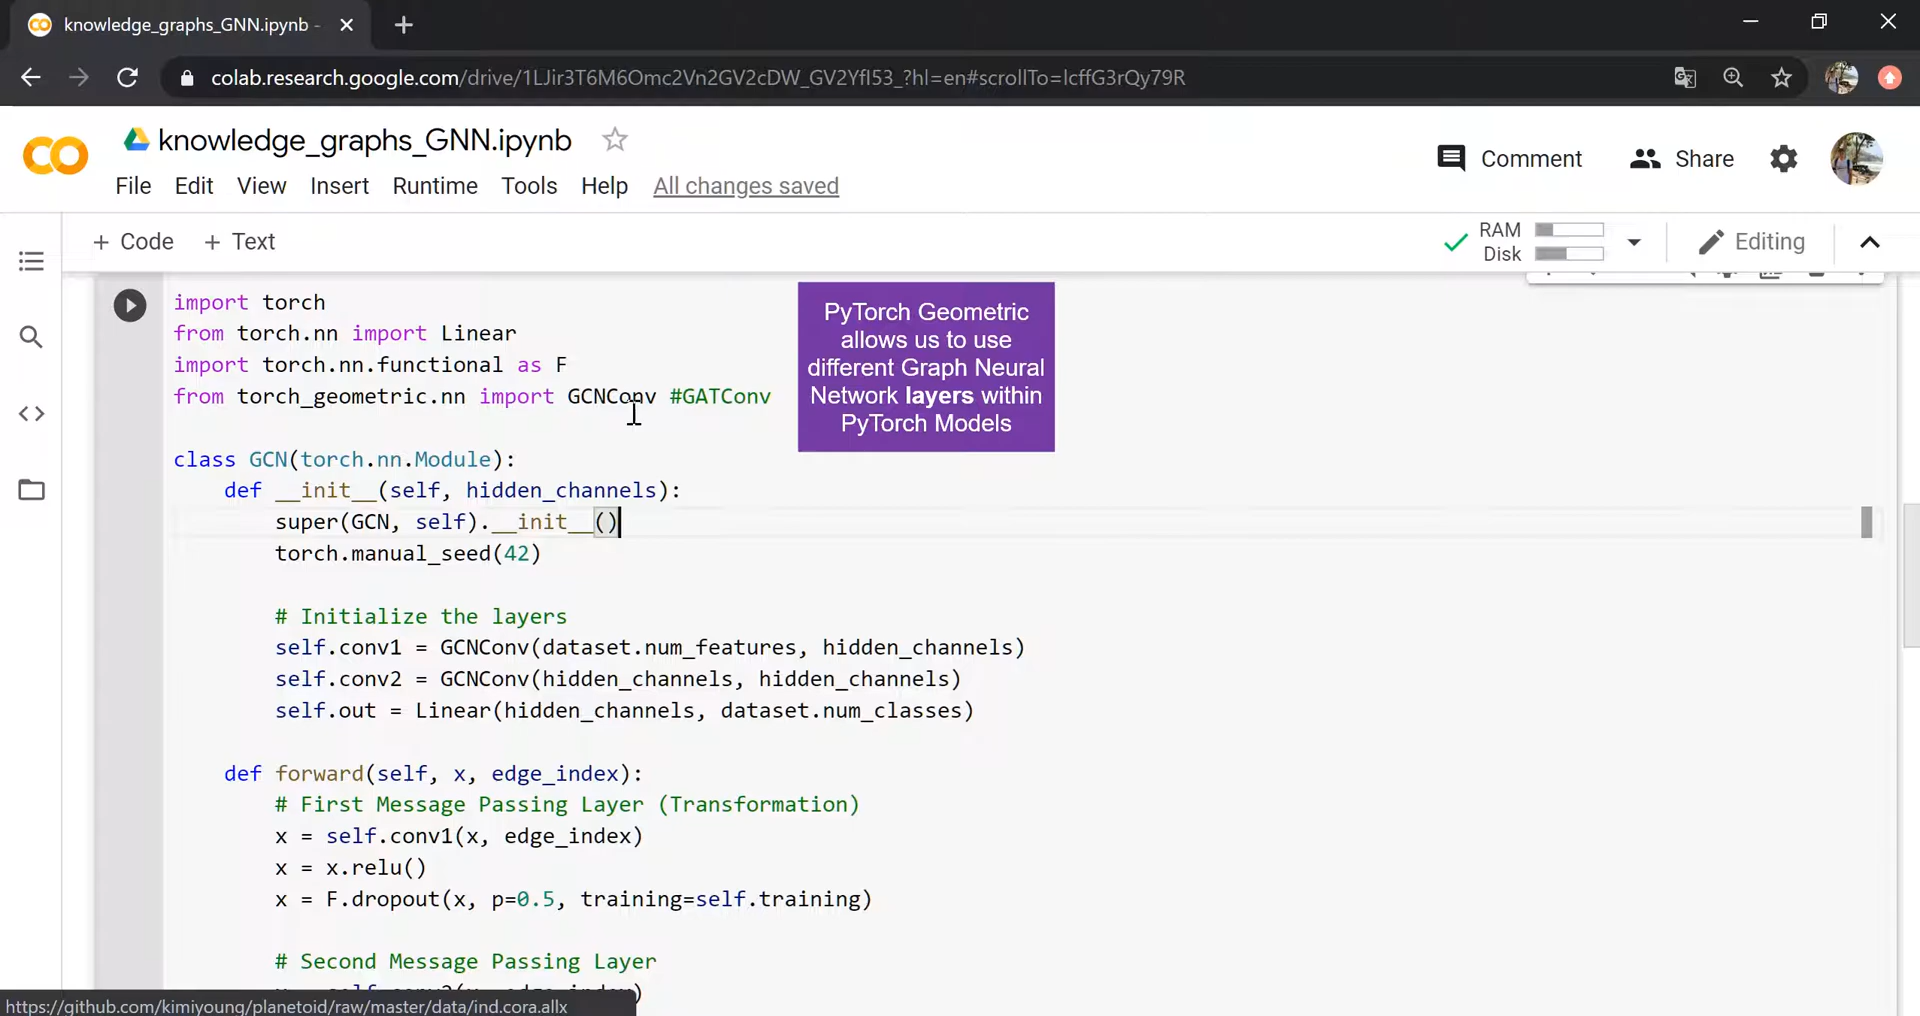 knowledge_graphs_GNN.ipynb -
colab.research.google.com/drive/1LJir3T6M6Omc2Vn2GV2cDW_GV2YfI53_?hl=en#scrollTo=lcffG3rQy79R
knowledge_graphs_GNN.ipynb
Comment
Share
File Edit View Insert Runtime Tools Help All changes saved
+ Code + Text
RAM
Disk
Editing
import torch
from torch.nn import Linear
import torch.nn.functional as F
from torch_geometric.nn import GCNConv #GATConv
PyTorch Geometric
allows us to use
different Graph Neural
Network layers within
PyTorch Models
class GCN(torch.nn.Module):
def __init__(self, hidden_channels):
super(GCN, self).__init__()
torch.manual_seed(42)
# Initialize the layers
self.conv1 = GCNConv(dataset.num_features, hidden_channels)
self.conv2 = GCNConv(hidden_channels, hidden_channels)
self.out = Linear(hidden_channels, dataset.num_classes)
def forward(self, x, edge_index):
# First Message Passing Layer (Transformation)
x = self.conv1(x, edge_index)
x = x.relu()
x = F.dropout(x, p=0.5, training=self.training)
# Second Message Passing Layer
https://github.com/kimiyoung/planetoid/raw/master/data/ind.cora.allx